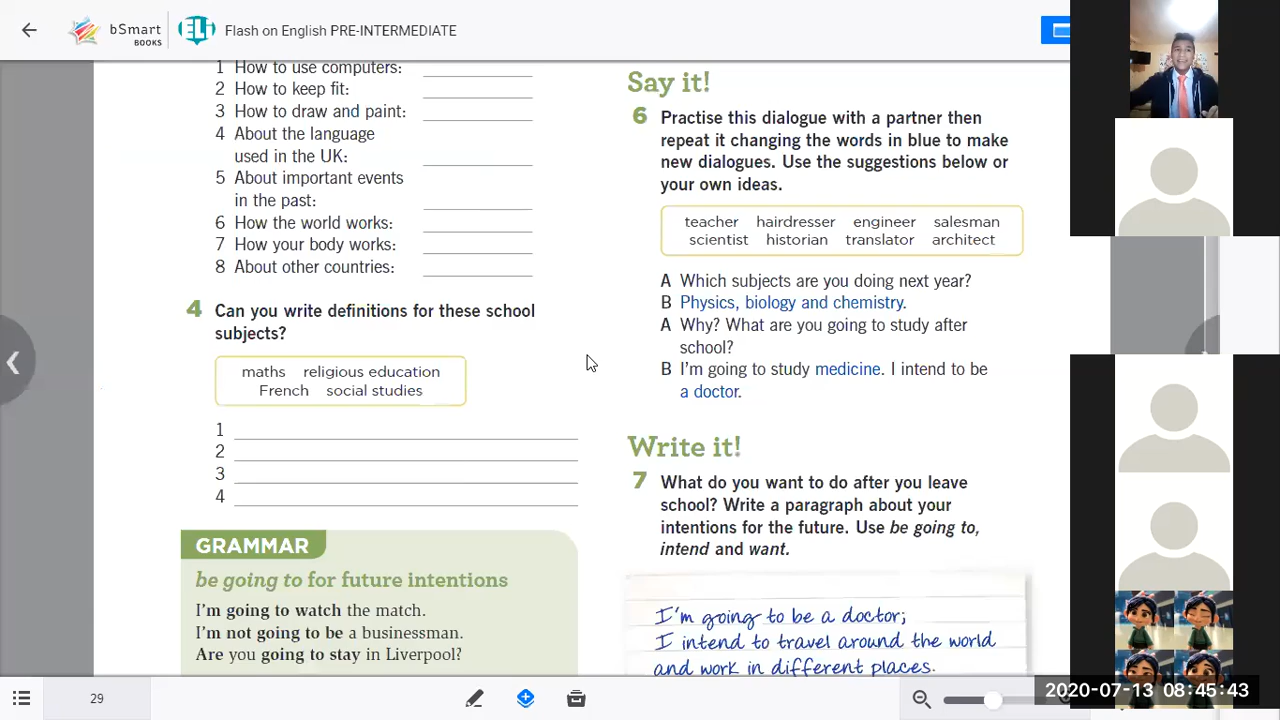 bSmart
BOOKS
ELi
Flash on English PRE-INTERMEDIATE
1 How to use computers:
2 How to keep fit:
3 How to draw and paint:
4 About the language
used in the UK:
5 About important events
in the past:
6 How the world works:
7 How your body works:
8 About other countries:
4 Can you write definitions for these school
subjects?
maths religious education
French social studies
1
2
3
4
GRAMMAR
be going to for future intentions
I'm going to watch the match.
I'm not going to be a businessman.
Are you going to stay in Liverpool?
Say it!
6 Practise this dialogue with a partner then
repeat it changing the words in blue to make
new dialogues. Use the suggestions below or
your own ideas.
teacher hairdresser engineer salesman
scientist historian translator architect
A Which subjects are you doing next year?
B Physics, biology and chemistry.
A Why? What are you going to study after
school?
B I'm going to study medicine. I intend to be
a doctor.
Write it!
7 What do you want to do after you leave
school? Write a paragraph about your
intentions for the future. Use be going to,
intend and want.
I'm going to be a doctor;
I intend to travel around the world
and work in different places.
29
2020-07-13 08:45:43